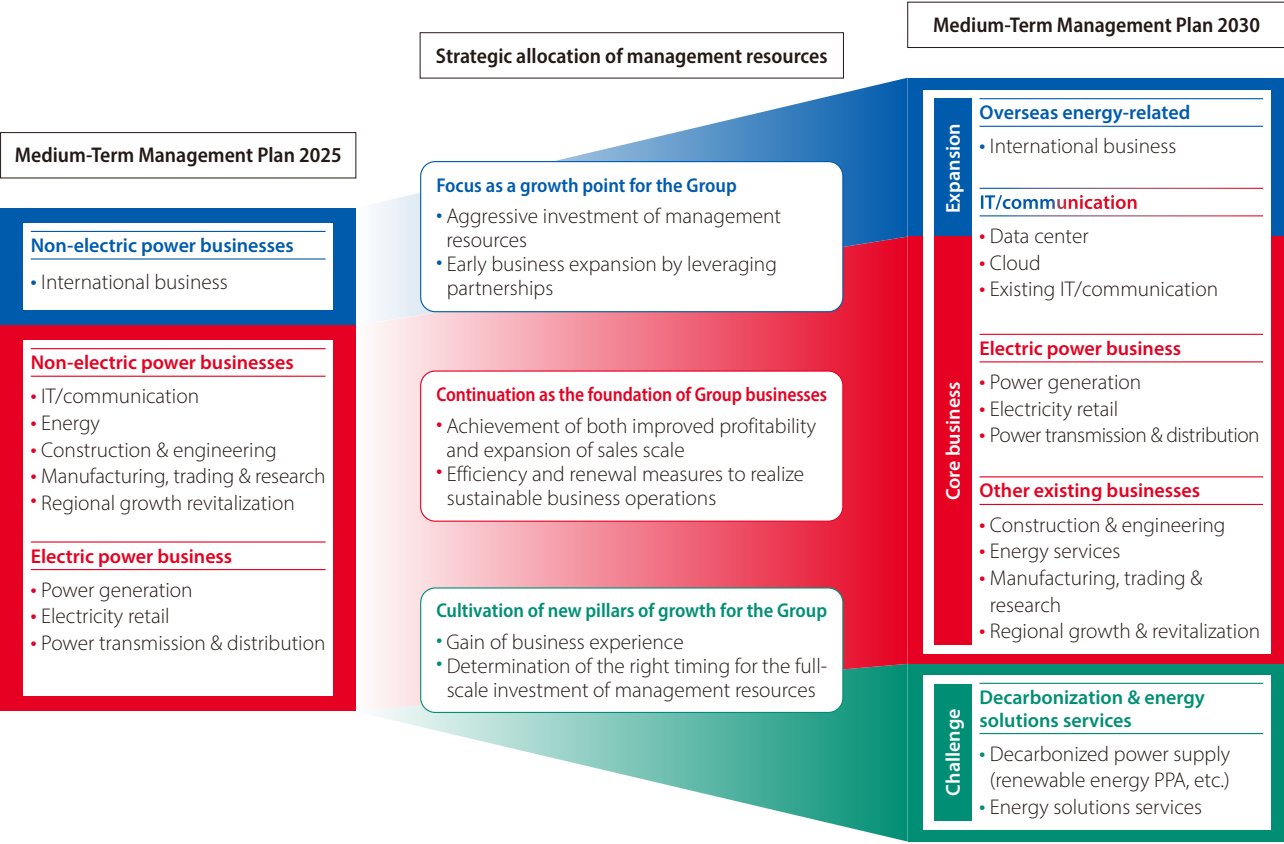 Medium-Term Management Plan 2025
Non-electric power businesses
• International business
Non-electric power businesses
• IT/communication
• Energy
• Construction & engineering
• Manufacturing, trading & research
• Regional growth revitalization
Electric power business
• Power generation
• Electricity retail
• Power transmission & distribution
Strategic allocation of management resources
Focus as a growth point for the Group
• Aggressive investment of management
resources
• Early business expansion by leveraging
partnerships
Continuation as the foundation of Group businesses
• Achievement of both improved profitability
and expansion of sales scale
• Efficiency and renewal measures to realize
sustainable business operations
Cultivation of new pillars of growth for the Group
• Gain of business experience
• Determination of the right timing for the full-
scale investment of management resources
Medium-Term Management Plan 2030
Expansion
Overseas energy-related
• International business
IT/communication
• Data center
• Cloud
• Existing IT/communication
Core business
Electric power business
• Power generation
• Electricity retail
• Power transmission & distribution
Other existing businesses
• Construction & engineering
• Energy services
• Manufacturing, trading &
research
• Regional growth & revitalization
Challenge
Decarbonization & energy
solutions services
• Decarbonized power supply
(renewable energy PPA, etc.)
• Energy solutions services